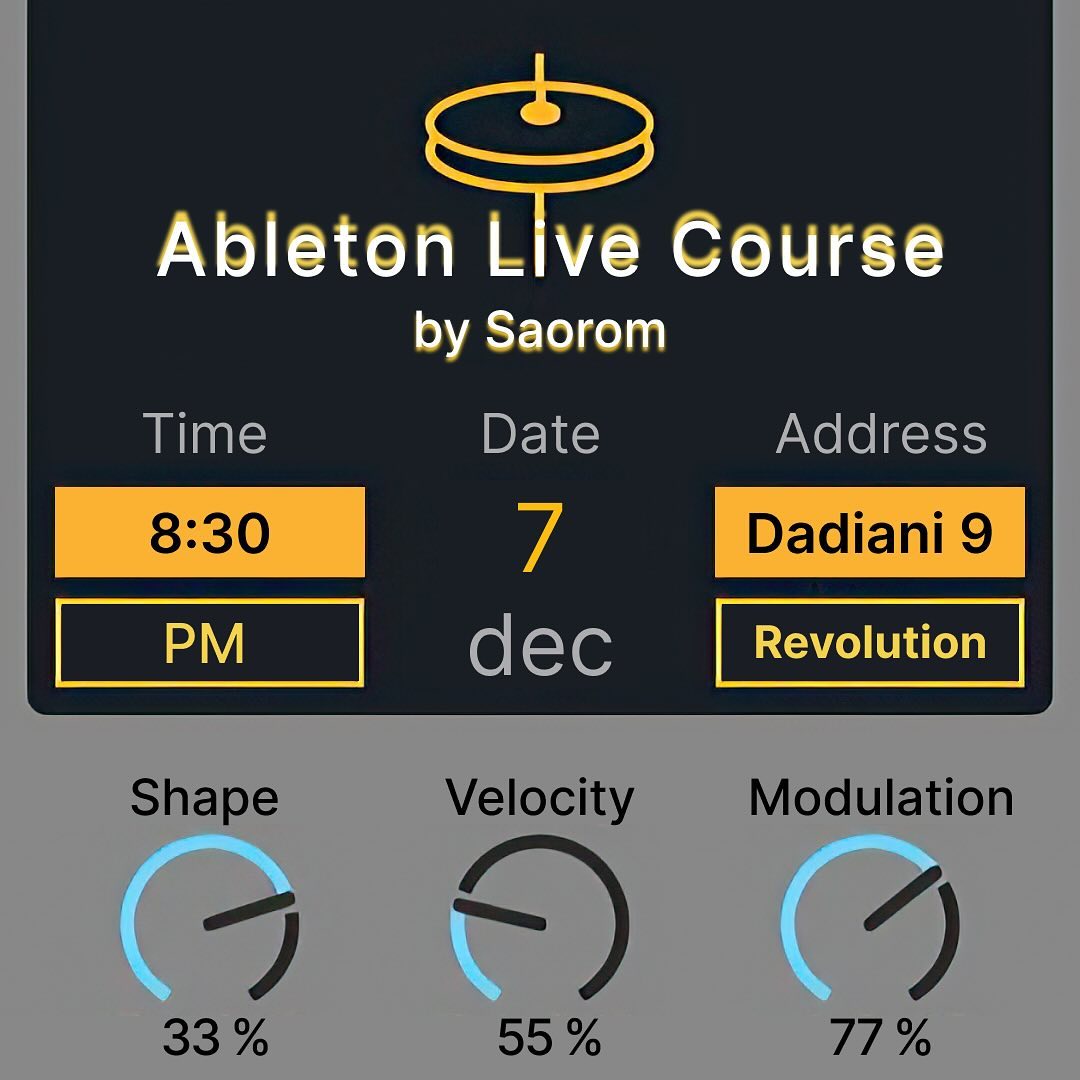 Ableton Live Course
by Saorom
Time Date Address
8:30 7 Dadiani 9
PM dec Revolution
Shape Velocity Modulation
33 % 55 % 77 %